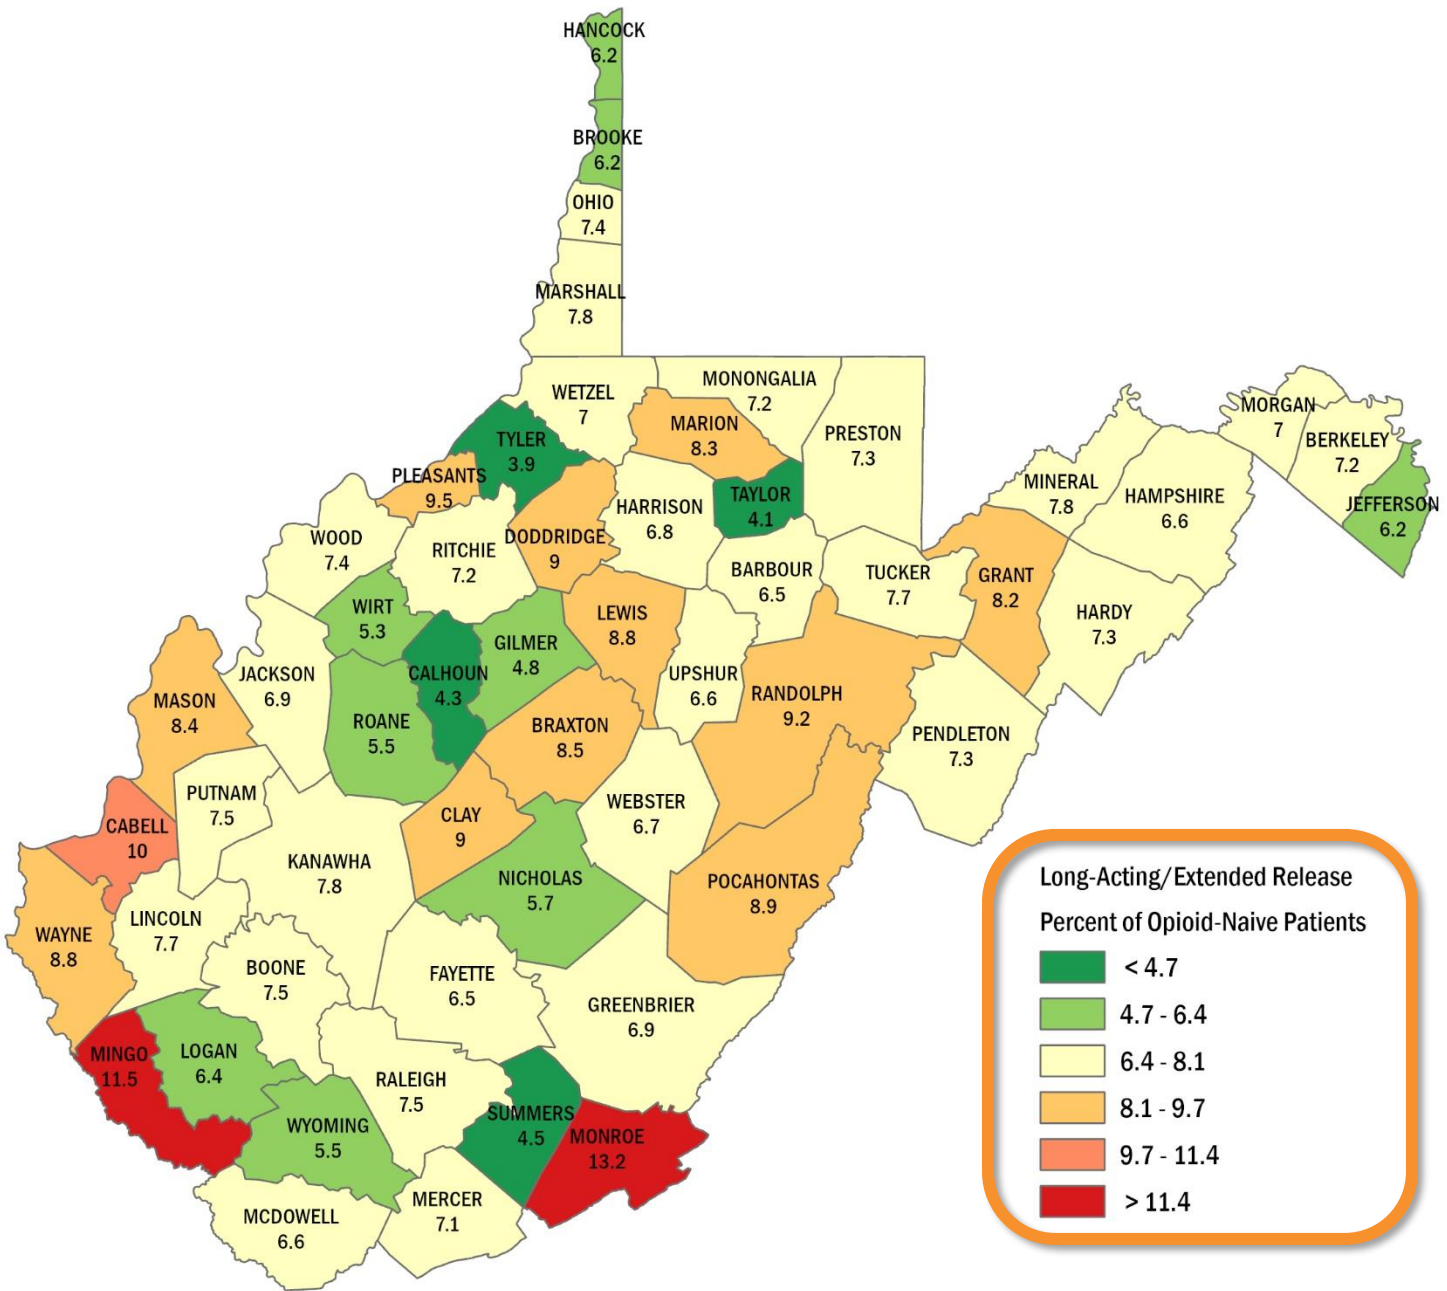 HANCOCK
6.2
BROOKE
6.2
OHIO
7.4
MARSHALL
7.8
WETZEL
7
MONONGALIA
7.2
MARION
8.3
PRESTON
7.3
TYLER
3.9
PLEASANTS
9.5
TAYLOR
4.1
HARRISON
6.8
DODDRIDGE
9
RITCHIE
7.2
WOOD
7.4
MORGAN
7
BERKELEY
7.2
JEFFERSON
6.2
MINERAL
7.8
HAMPSHIRE
6.6
GRANT
8.2
HARDY
7.3
TUCKER
7.7
BARBOUR
6.5
WIRT
5.3
LEWIS
8.8
GILMER
4.8
CALHOUN
4.3
JACKSON
6.9
UPSHUR
6.6
RANDOLPH
9.2
MASON
8.4
ROANE
5.5
BRAXTON
8.5
PENDLETON
7.3
PUTNAM
7.5
WEBSTER
6.7
CLAY
9
CABELL
10
KANAWHA
7.8
NICHOLAS
5.7
POCAHONTAS
8.9
LINCOLN
7.7
WAYNE
8.8
BOONE
7.5
FAYETTE
6.5
GREENBRIER
6.9
MINGO
11.5
LOGAN
6.4
RALEIGH
7.5
SUMMERS
4.5
WYOMING
5.5
MONROE
13.2
MERCER
7.1
MCDOWELL
6.6
Long-Acting/Extended Release
Percent of Opioid-Naive Patients
< 4.7
4.7 - 6.4
6.4 - 8.1
8.1 - 9.7
9.7 - 11.4
> 11.4